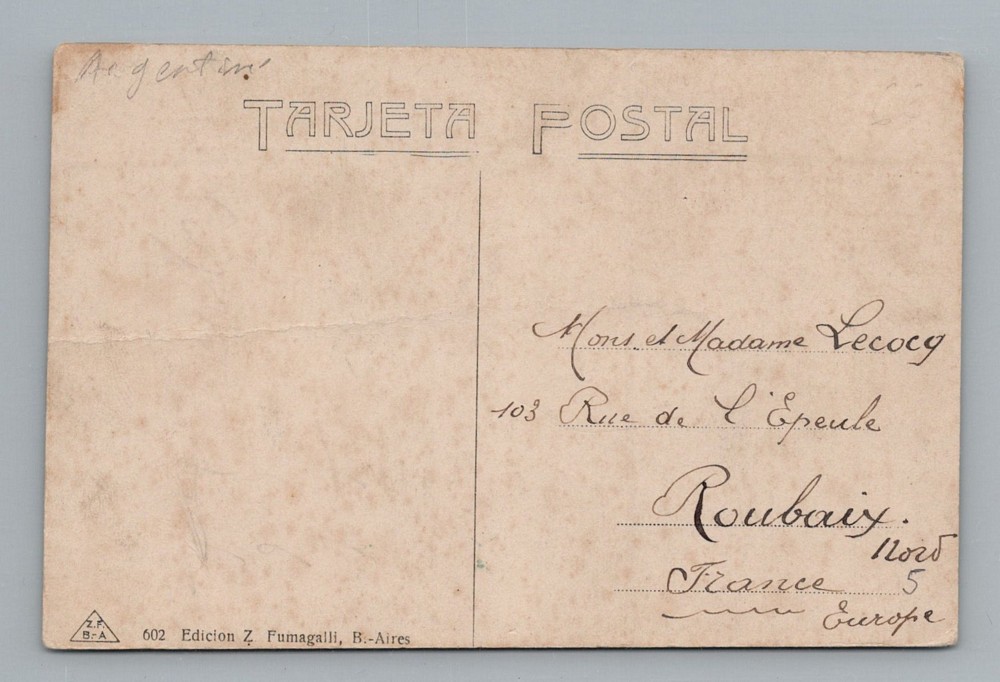 Argentine
TARJETA POSTAL
Mons et Madame Lecocq
103 Rue de l'Epeule
Roubaix.
Nord
France 5
Europe
Z.F.
B.-A
602 Edicion Z. Fumagalli, B.-Aires